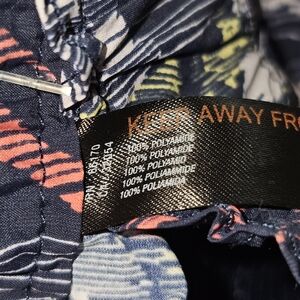 KEEP AWAY FRO
100% POLYAMIDE
100% POLYAMIDE
100% POLYAMID
100% POLIAMMIDE
100% POLIAMIDA